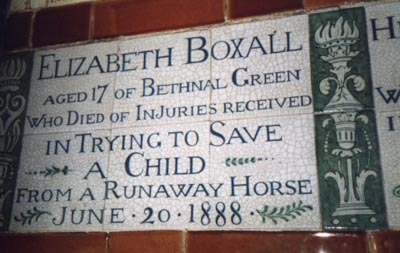 ELIZABETH BOXALL
AGED 17 OF BETHNAL GREEN
WHO DIED OF INJURIES RECEIVED
IN TRYING TO SAVE
A CHILD
FROM A RUNAWAY HORSE
JUNE · 20 · 1888 ·